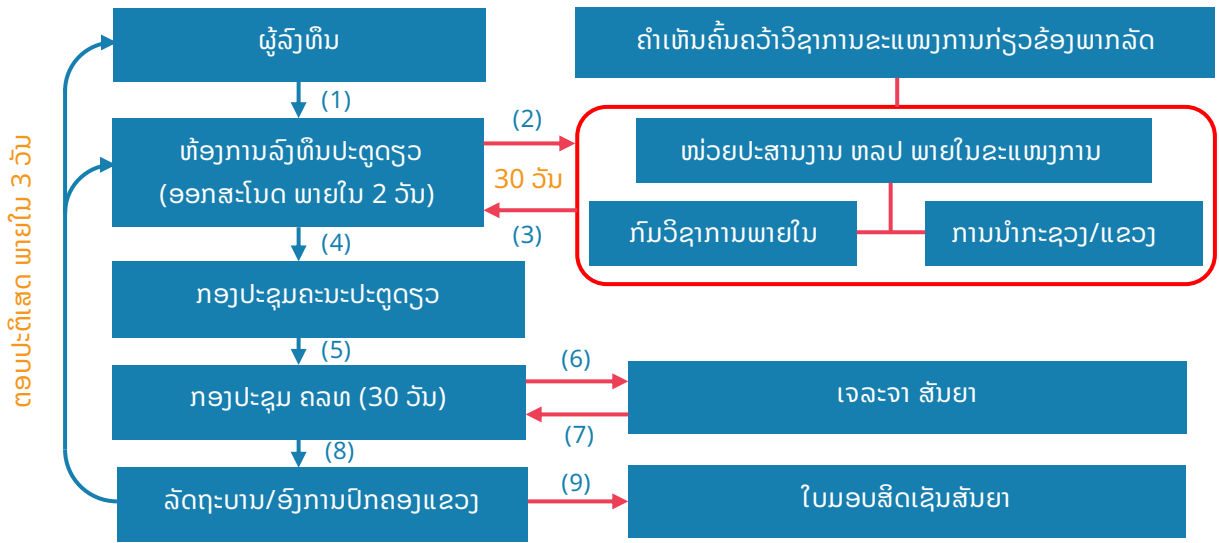 ຜູ້ລົງທຶນ
ຄຳເຫັນຄົ້ນຄວ້າວິຊາການຂະແໜງການກ່ຽວຂ້ອງພາກລັດ
(1)
(2)
ຫ້ອງການລົງທຶນປະຕູດຽວ
(ອອກສະໂນດ ພາຍໃນ 2 ວັນ)
ໜ່ວຍປະສານງານ ຫລປ ພາຍໃນຂະແໜງການ
30 ວັນ
(3)
ກົມວິຊາການພາຍໃນ
ການນຳກະຊວງ/ແຂວງ
(4)
ຕອບປະຕິເສດ ພາຍໃນ 3 ວັນ
ກອງປະຊຸມຄະນະປະຕູດຽວ
(5)
(6)
ກອງປະຊຸມ ຄລທ (30 ວັນ)
ເຈລະຈາ ສັນຍາ
(7)
(8)
ລັດຖະບານ/ອົງການປົກຄອງແຂວງ
(9)
ໃບມອບສິດເຊັນສັນຍາ